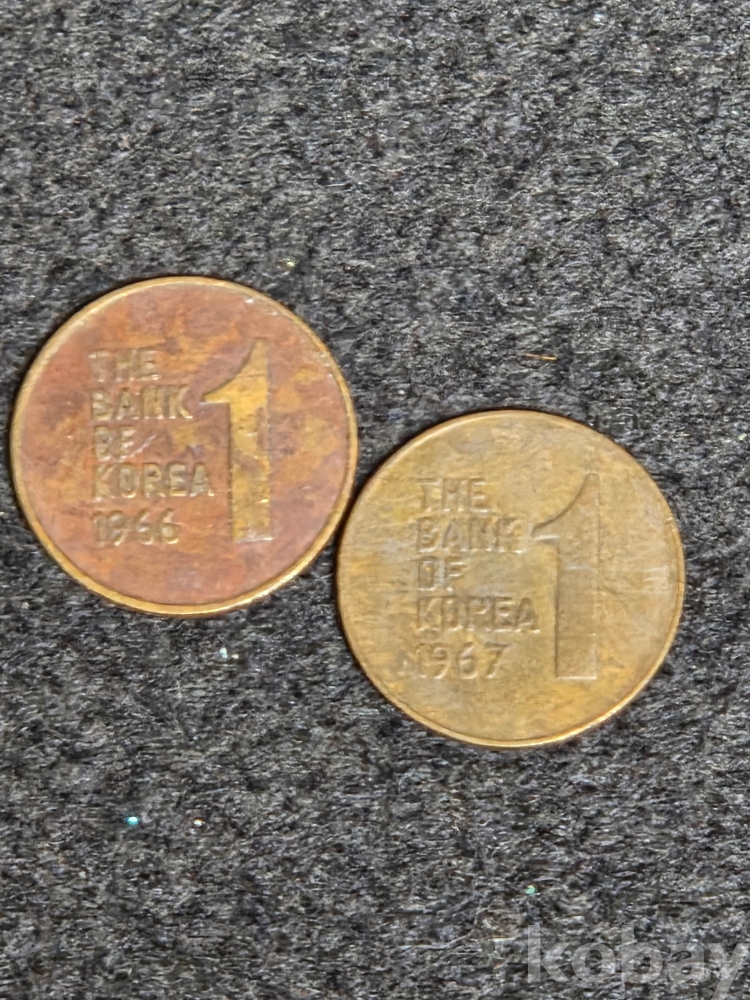 THE
BANK
OF
KOREA
1966
1
THE
BANK
OF
KOREA
1967
1
kobay